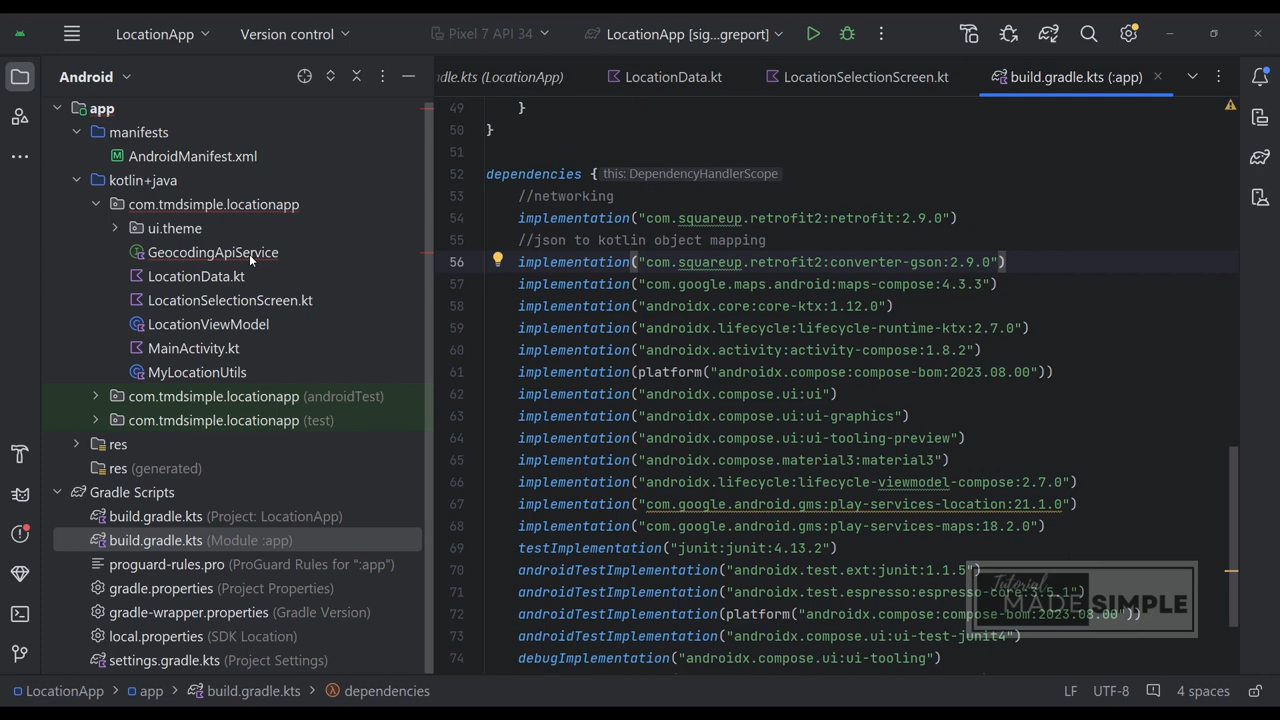 LocationApp
Version control
Pixel 7 API 34
LocationApp [sig...greport]
Android
dle.kts (LocationApp)
LocationData.kt
LocationSelectionScreen.kt
build.gradle.kts (:app)
app
manifests
AndroidManifest.xml
kotlin+java
com.tmdsimple.locationapp
ui.theme
GeocodingApiService
LocationData.kt
LocationSelectionScreen.kt
LocationViewModel
MainActivity.kt
MyLocationUtils
com.tmdsimple.locationapp (androidTest)
com.tmdsimple.locationapp (test)
res
res (generated)
Gradle Scripts
build.gradle.kts (Project: LocationApp)
build.gradle.kts (Module :app)
proguard-rules.pro (ProGuard Rules for ":app")
gradle.properties (Project Properties)
gradle-wrapper.properties (Gradle Version)
local.properties (SDK Location)
settings.gradle.kts (Project Settings)
49 }
50 }
51
52 dependencies { this: DependencyHandlerScope
53 //networking
54 implementation("com.squareup.retrofit2:retrofit:2.9.0")
55 //json to kotlin object mapping
56 implementation("com.squareup.retrofit2:converter-gson:2.9.0")
57 implementation("com.google.maps.android:maps-compose:4.3.3")
58 implementation("androidx.core:core-ktx:1.12.0")
59 implementation("androidx.lifecycle:lifecycle-runtime-ktx:2.7.0")
60 implementation("androidx.activity:activity-compose:1.8.2")
61 implementation(platform("androidx.compose:compose-bom:2023.08.00"))
62 implementation("androidx.compose.ui:ui")
63 implementation("androidx.compose.ui:ui-graphics")
64 implementation("androidx.compose.ui:ui-tooling-preview")
65 implementation("androidx.compose.material3:material3")
66 implementation("androidx.lifecycle:lifecycle-viewmodel-compose:2.7.0")
67 implementation("com.google.android.gms:play-services-location:21.1.0")
68 implementation("com.google.android.gms:play-services-maps:18.2.0")
69 testImplementation("junit:junit:4.13.2")
70 androidTestImplementation("androidx.test.ext:junit:1.1.5")
71 androidTestImplementation("androidx.test.espresso:espresso-core:3.5.1")
72 androidTestImplementation(platform("androidx.compose:compose-bom:2023.08.00"))
73 androidTestImplementation("androidx.compose.ui:ui-test-junit4")
74 debugImplementation("androidx.compose.ui:ui-tooling")
Tutorial
MADE SIMPLE
LocationApp
app
build.gradle.kts
dependencies
LF
UTF-8
4 spaces